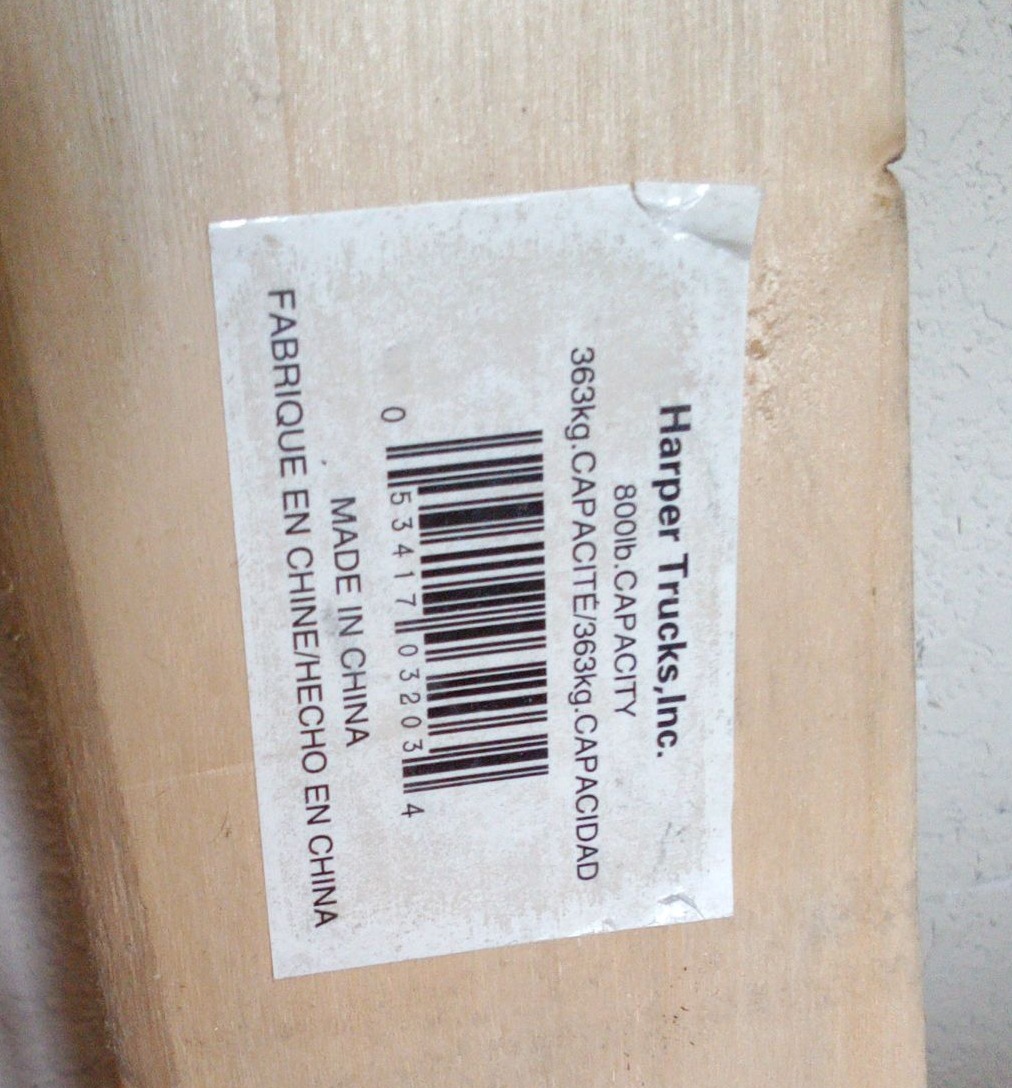 Harper Trucks,Inc.
800lb.CAPACITY
363kg.CAPACITÉ/363kg.CAPACIDAD
0 53417 03203 4
MADE IN CHINA
FABRIQUÉ EN CHINE/HECHO EN CHINA